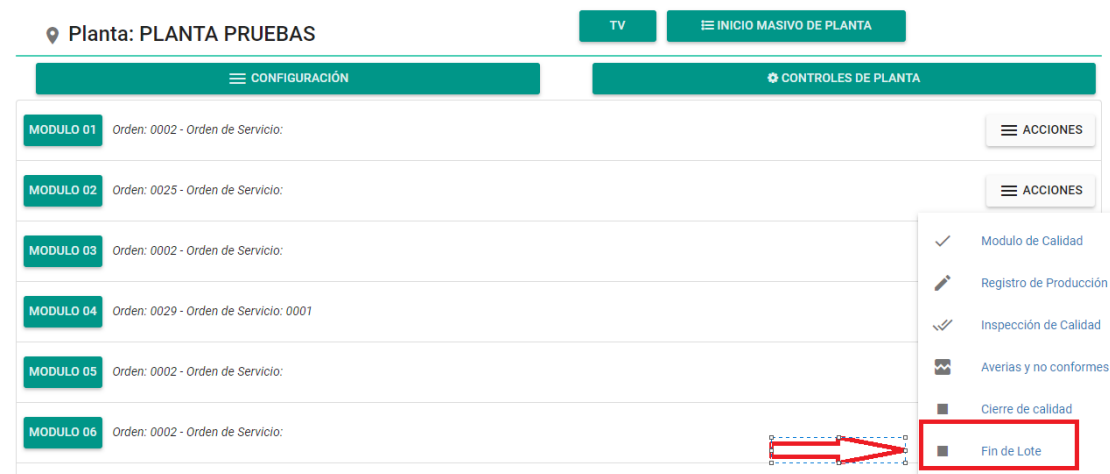 Planta: PLANTA PRUEBAS
TV
INICIO MASIVO DE PLANTA
CONFIGURACIÓN
CONTROLES DE PLANTA
MODULO 01 Orden: 0002 - Orden de Servicio: ACCIONES
MODULO 02 Orden: 0025 - Orden de Servicio: ACCIONES
MODULO 03 Orden: 0002 - Orden de Servicio:
MODULO 04 Orden: 0029 - Orden de Servicio: 0001
MODULO 05 Orden: 0002 - Orden de Servicio:
MODULO 06 Orden: 0002 - Orden de Servicio:
Modulo de Calidad
Registro de Producción
Inspección de Calidad
Averias y no conformes
Cierre de calidad
Fin de Lote